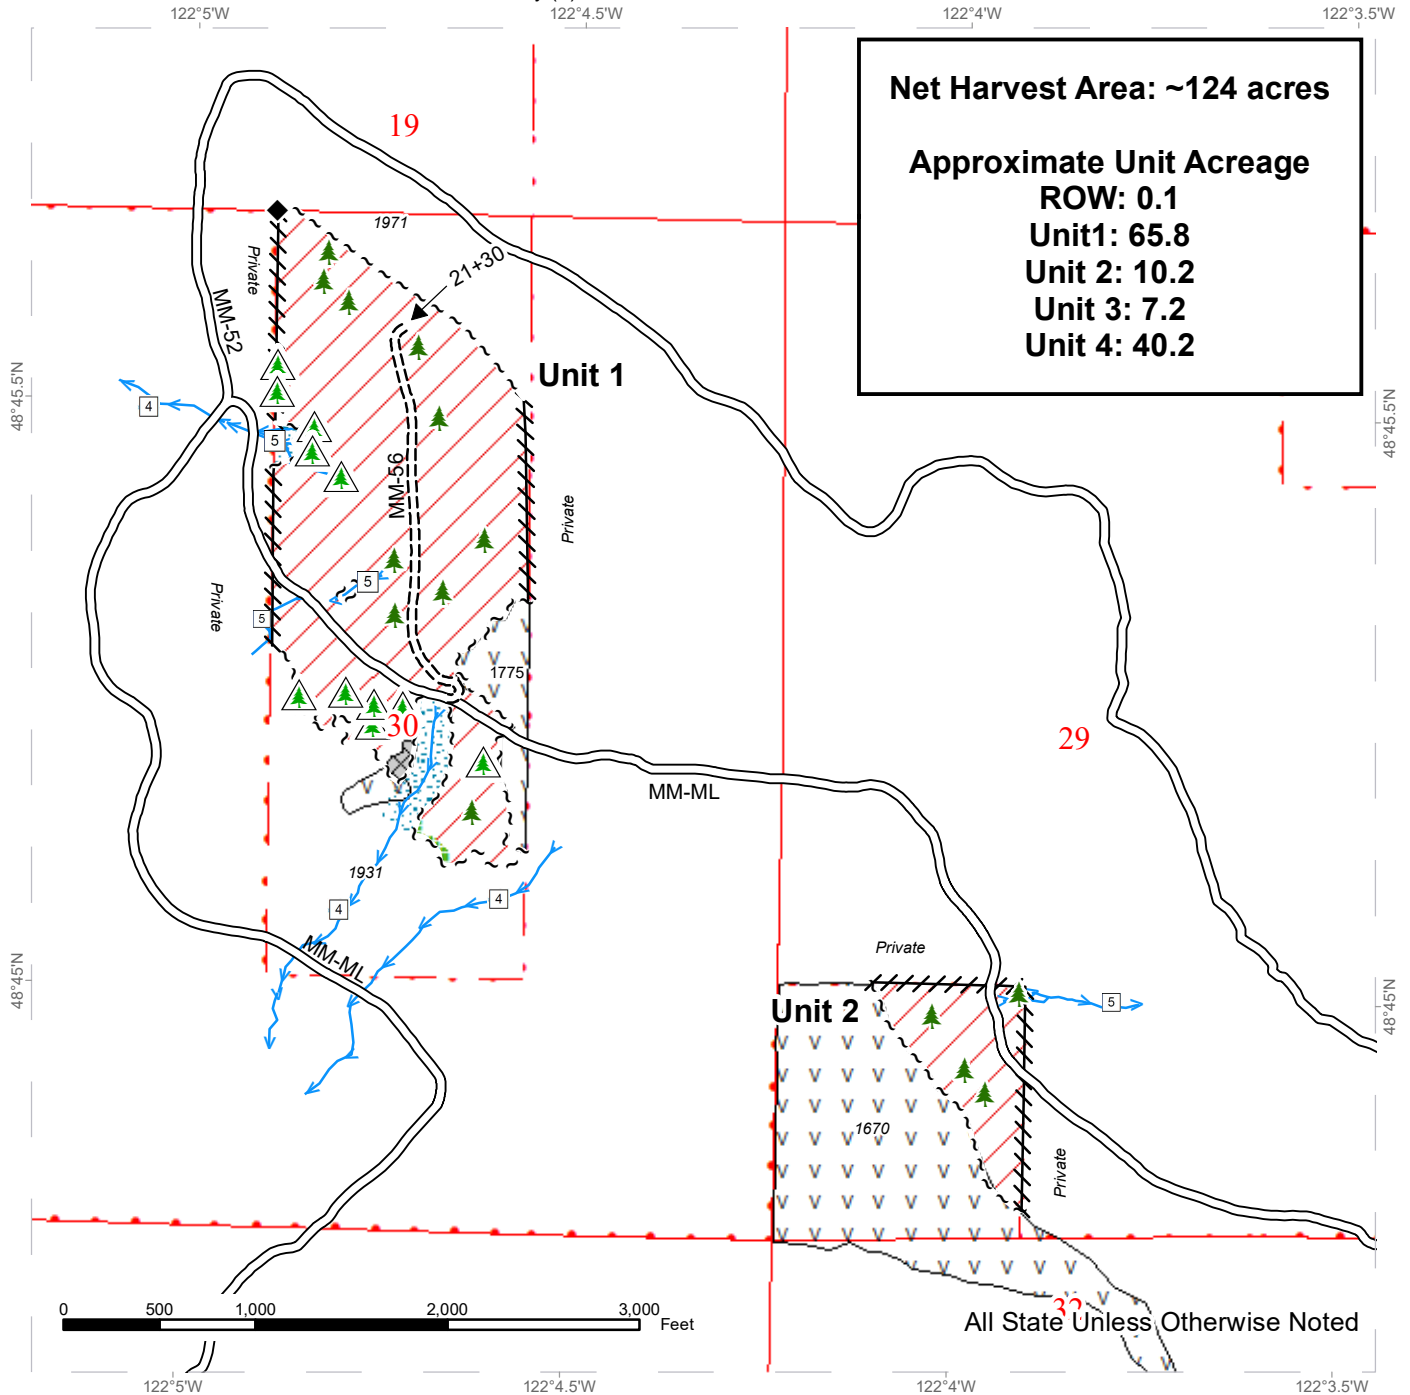 122°5'W
122°4.5'W
122°4'W
122°3.5'W
Net Harvest Area: ~124 acres
Approximate Unit Acreage
ROW: 0.1
Unit1: 65.8
Unit 2: 10.2
Unit 3: 7.2
Unit 4: 40.2
19
1971
Private
21+30
MM-52
Unit 1
48°45.5'N
48°45.5'N
4
5
MM-56
Private
5
Private
5
1775
30
29
MM-ML
1931
4
4
MM-ML
Private
48°45'N
48°45'N
Unit 2
5
1670
Private
32
All State Unless Otherwise Noted
0
500
1,000
2,000
3,000
Feet
122°5'W
122°4.5'W
122°4'W
122°3.5'W